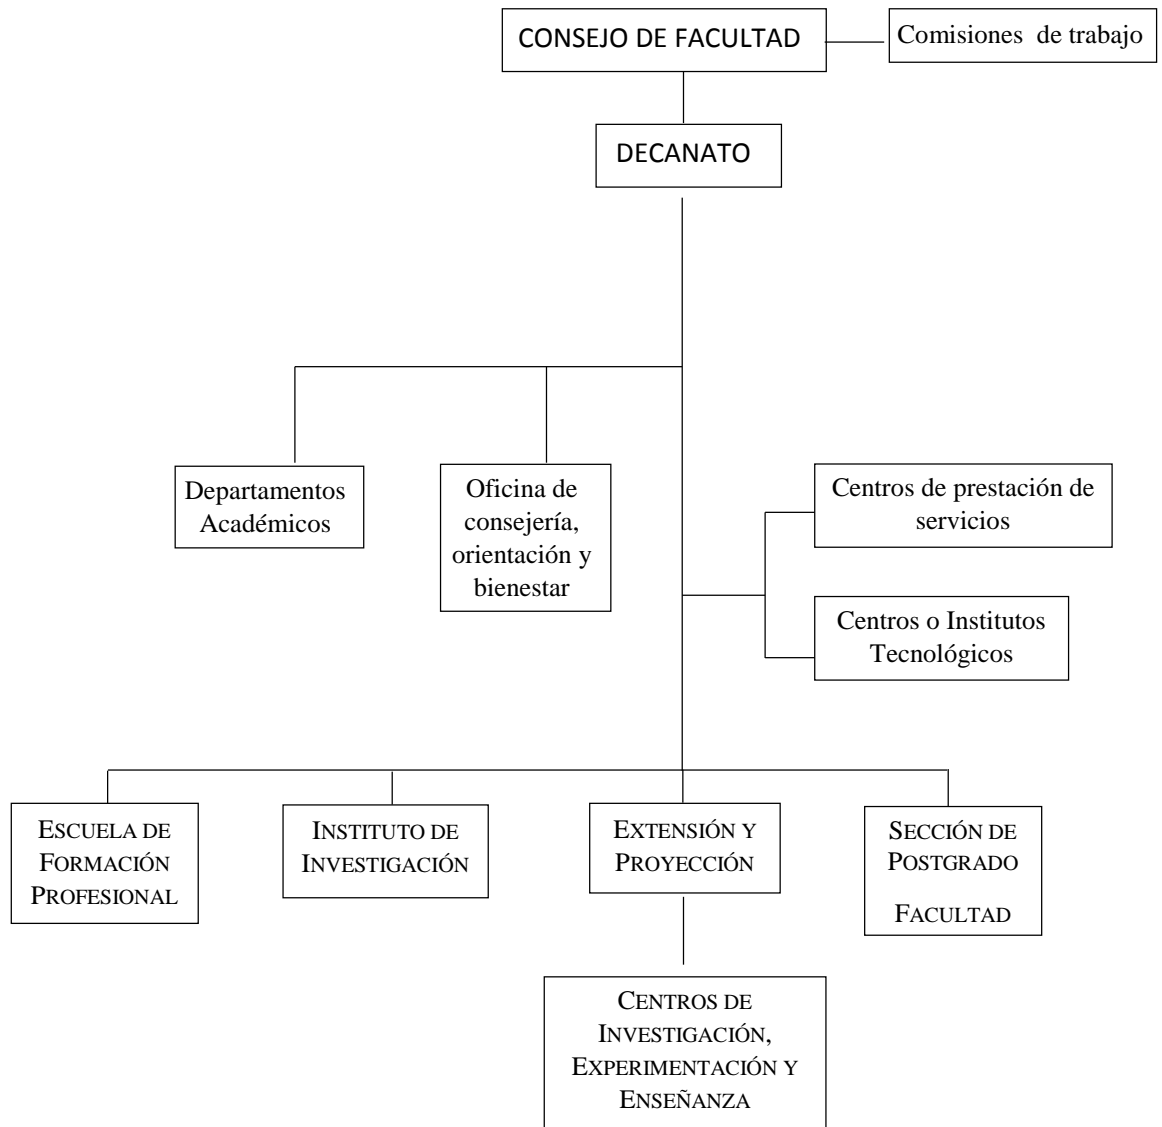 CONSEJO DE FACULTAD
Comisiones de trabajo
DECANATO
Departamentos
Académicos
Oficina de
consejería,
orientación y
bienestar
Centros de prestación de
servicios
Centros o Institutos
Tecnológicos
ESCUELA DE
FORMACIÓN
PROFESIONAL
INSTITUTO DE
INVESTIGACIÓN
EXTENSIÓN Y
PROYECCIÓN
SECCIÓN DE
POSTGRADO
FACULTAD
CENTROS DE
INVESTIGACIÓN,
EXPERIMENTACIÓN Y
ENSEÑANZA